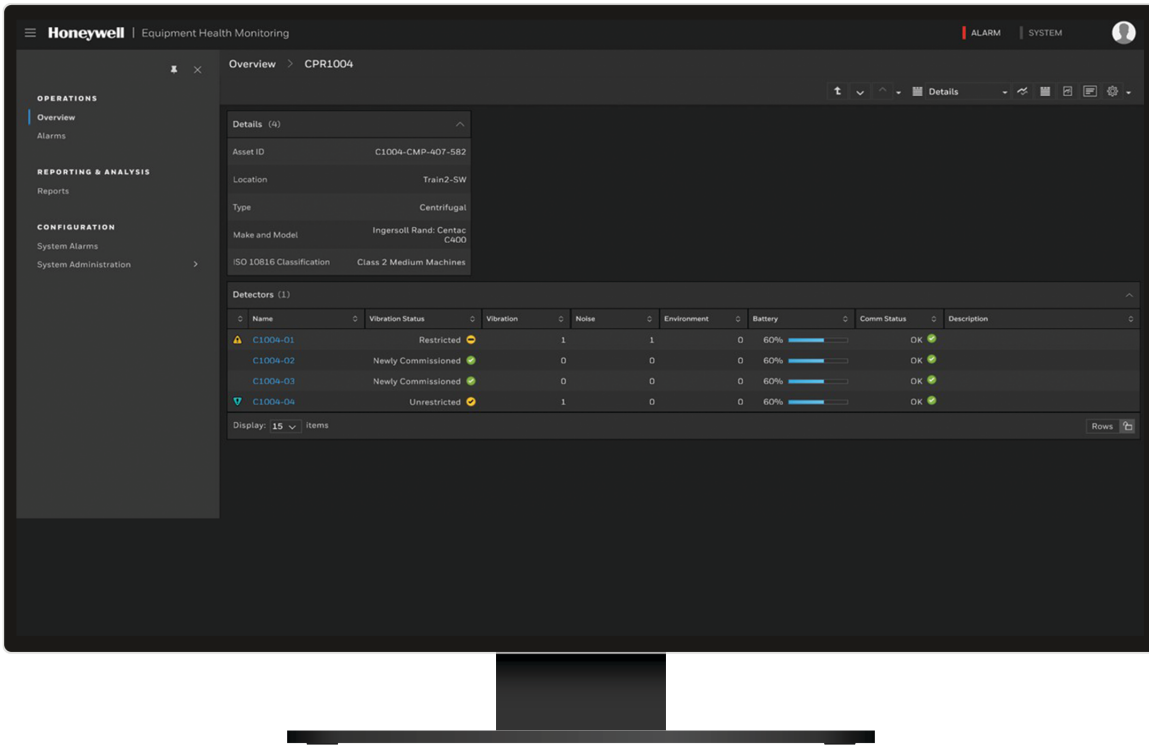 Honeywell | Equipment Health Monitoring
ALARM
SYSTEM
Overview > CPR1004
Details
OPERATIONS
Overview
Alarms
REPORTING & ANALYSIS
Reports
CONFIGURATION
System Alarms
System Administration >
Details (4)
Asset ID C1004-CMP-407-582
Location Train2-SW
Type Centrifugal
Make and Model Ingersoll Rand: Centac
C400
ISO 10816 Classification Class 2 Medium Machines
Detectors (1)
Name Vibration Status Vibration Noise Environment Battery Comm Status Description
C1004-01 Restricted 1 1 0 60% OK
C1004-02 Newly Commissioned 0 0 0 60% OK
C1004-03 Newly Commissioned 0 0 0 60% OK
C1004-04 Unrestricted 1 0 0 60% OK
Display: 15 items
Rows